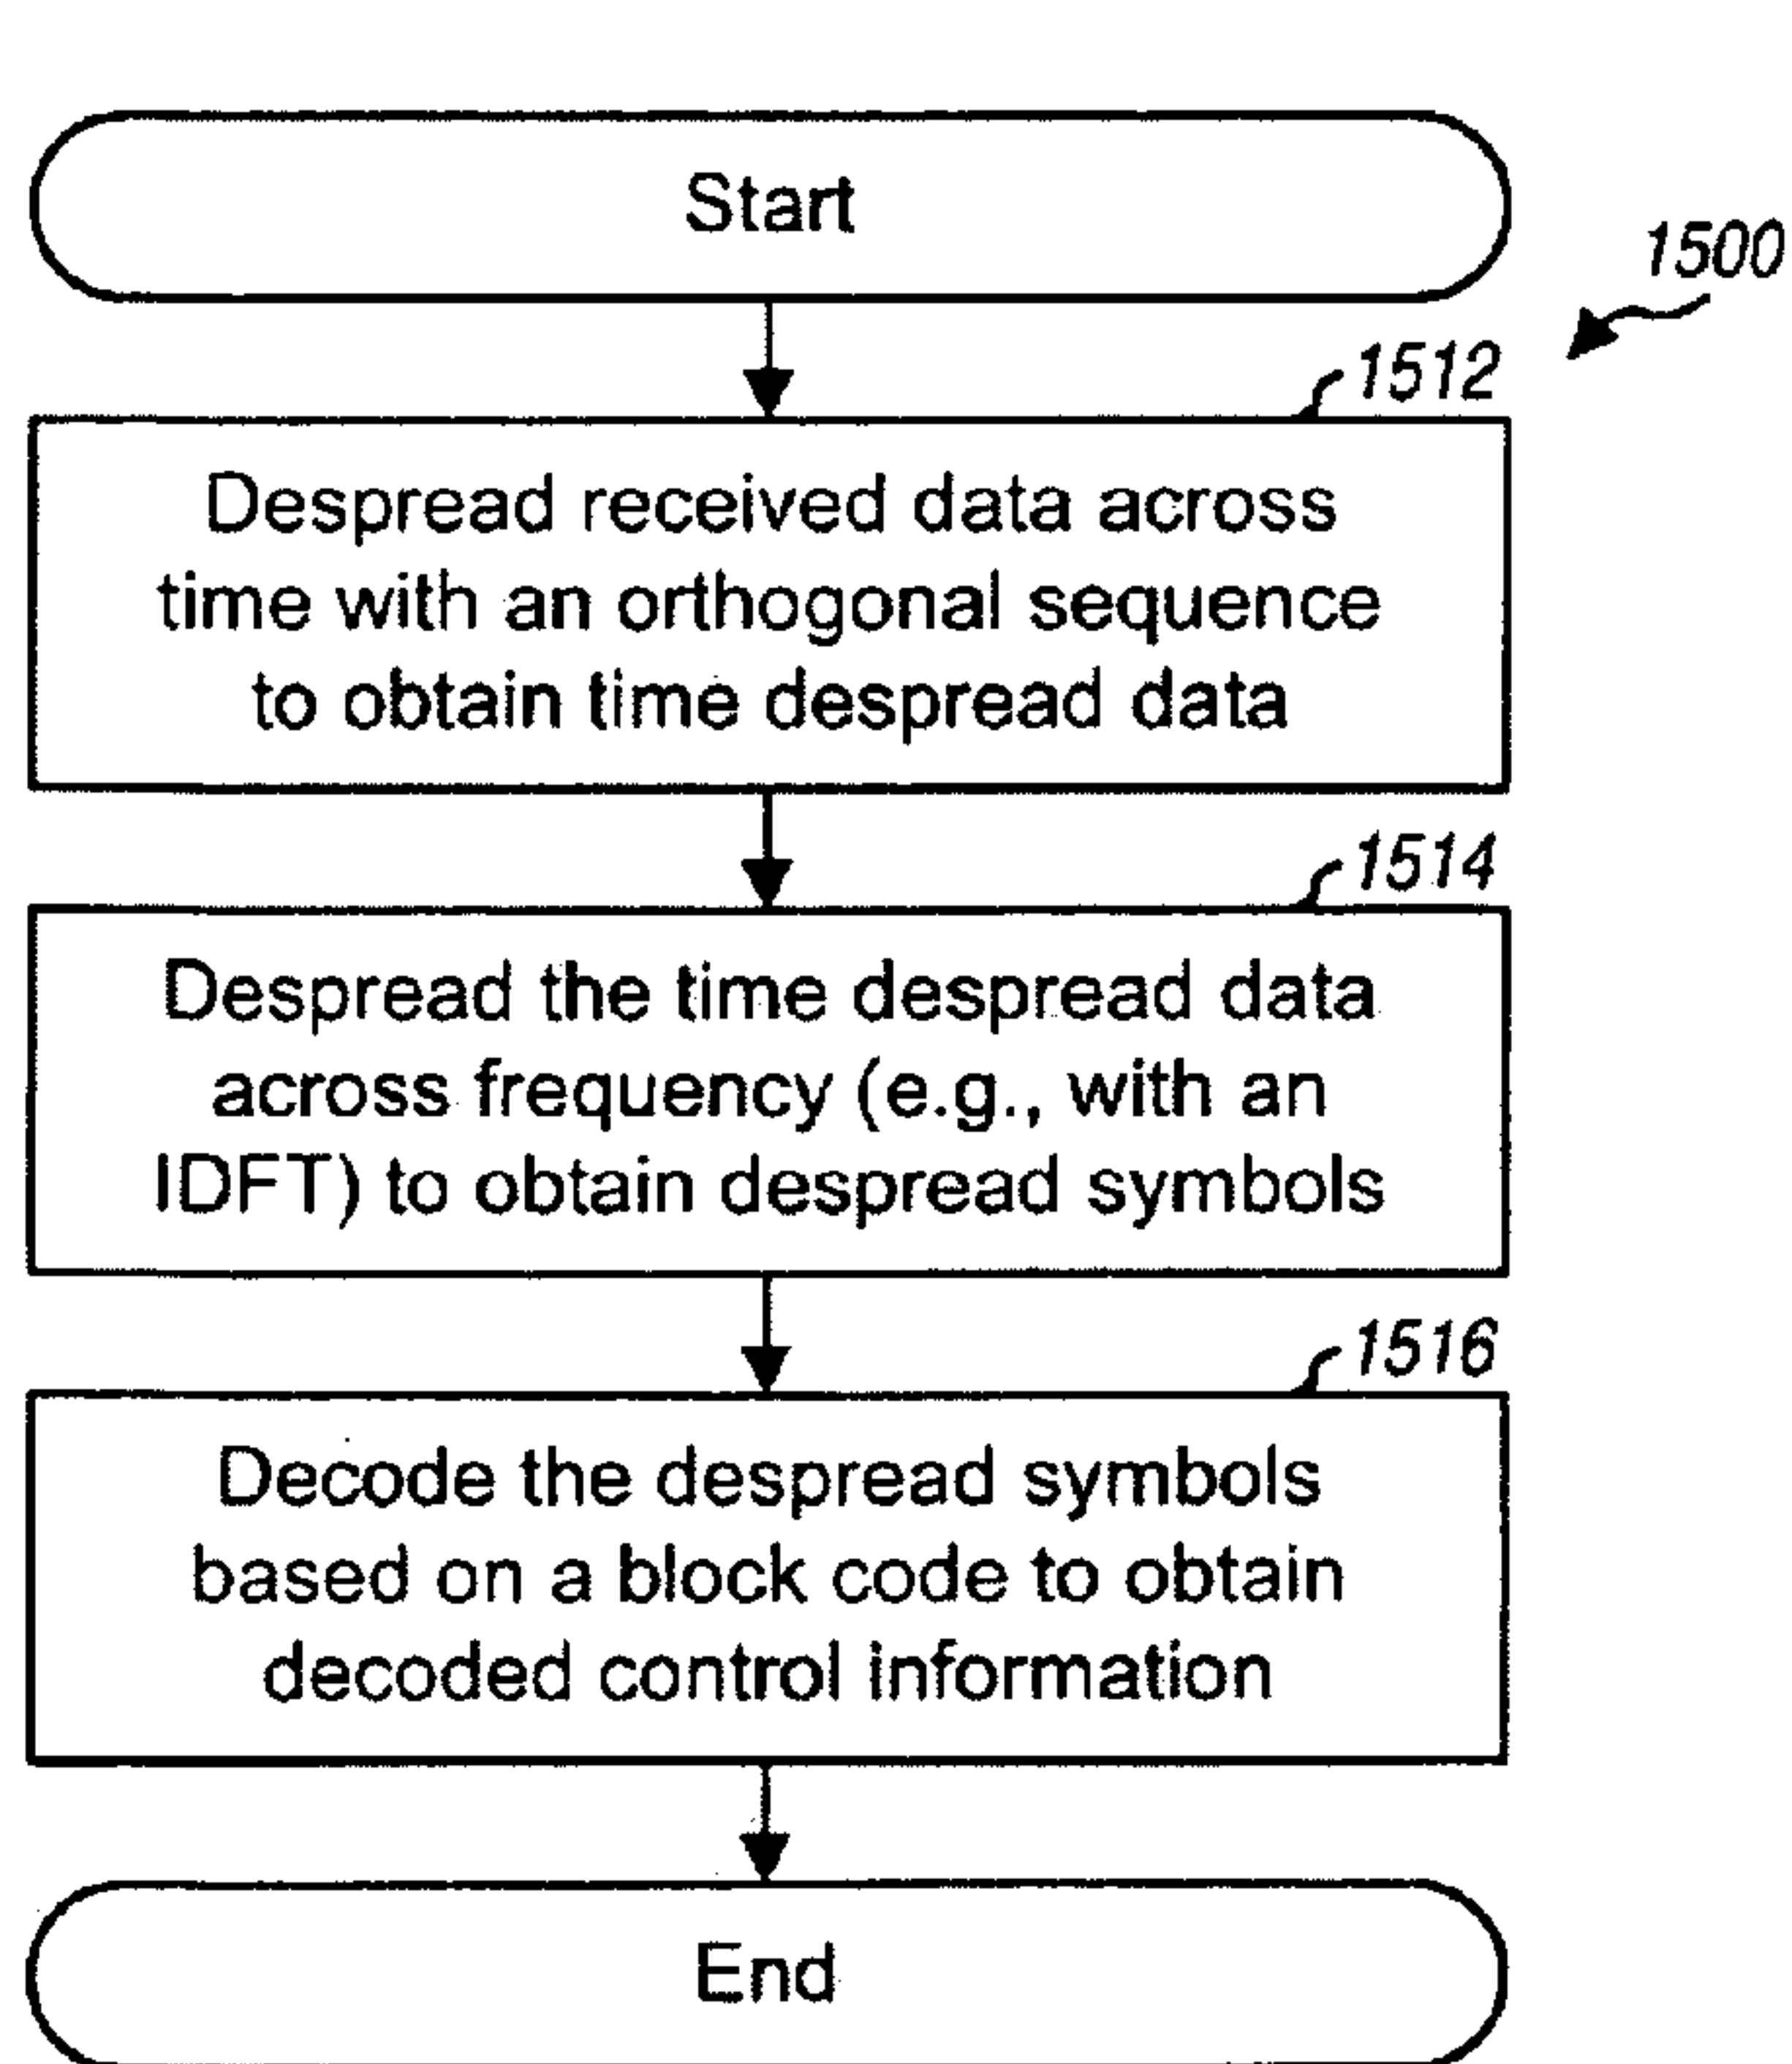 Start
1500
1512
Despread received data across
time with an orthogonal sequence
to obtain time despread data
1514
Despread the time despread data
across frequency (e.g., with an
IDFT) to obtain despread symbols
1516
Decode the despread symbols
based on a block code to obtain
decoded control information
End